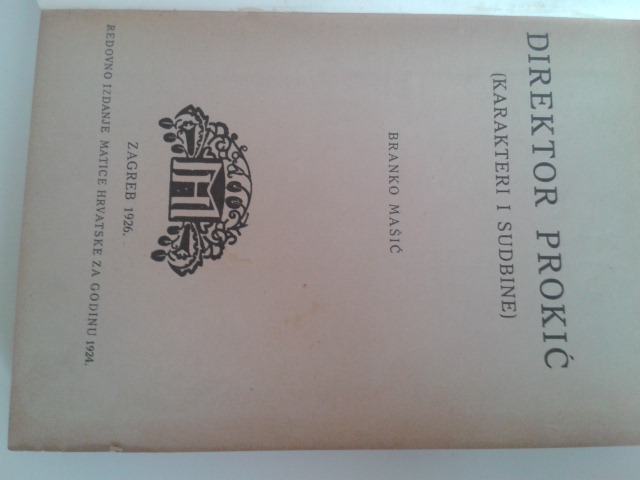 DIREKTOR PROKIĆ
(KARAKTERI I SUDBINE)
BRANKO MAŠIĆ
ZAGREB 1926.
REDOVNO IZDANJE MATICE HRVATSKE ZA GODINU 1924.